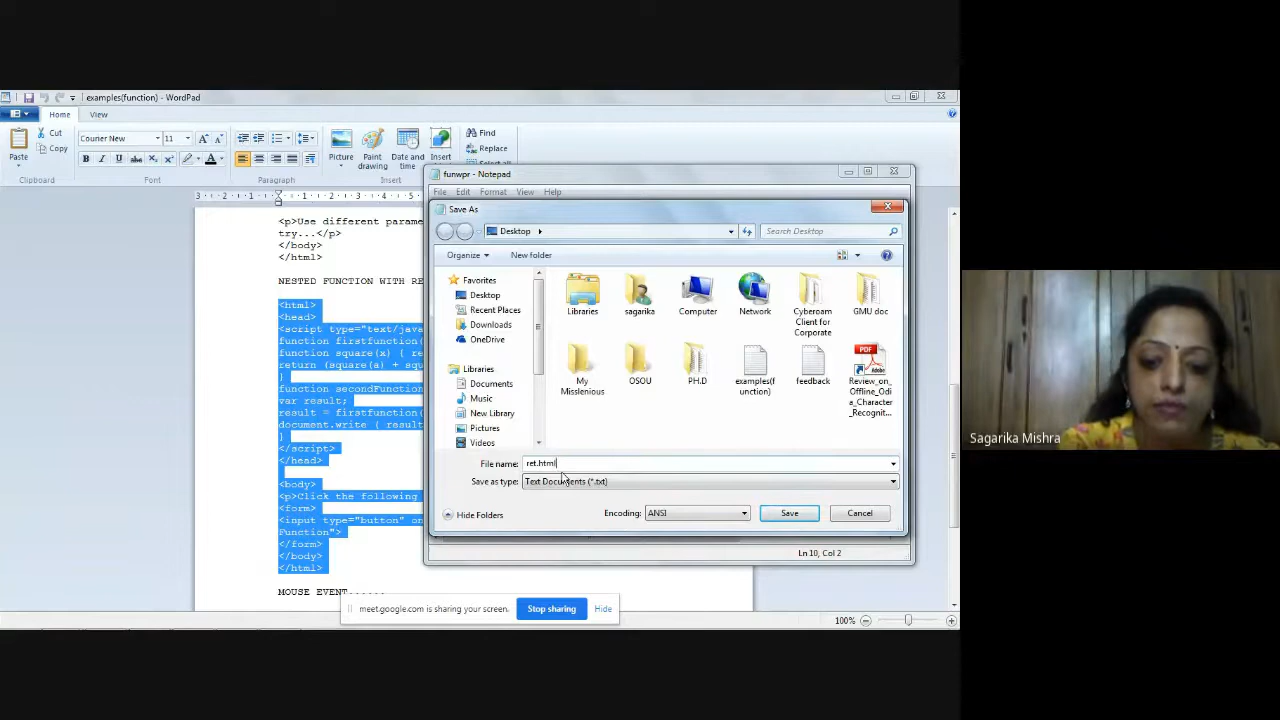 examples(function) - WordPad
Home
View
Cut
Copy
Paste
Clipboard
Courier New
11
Font
Paragraph
Picture
Paint drawing
Date and time
Insert
Insert
Find
Replace
<p>Use different parame
try...</p>
</body>
</html>
NESTED FUNCTION WITH RE
<html>
<head>
<script type="text/java
function firstfunction(
function square(x) { re
return (square(a) + squ
}
function secondFunction
var result;
result = firstfunction(
document.write ( result
}
</script>
</head>
<body>
<p>Click the following
<form>
<input type="button" on
Function">
</form>
</body>
</html>
MOUSE EVENT......
funwpr - Notepad
File Edit Format View Help
Save As
Desktop
Search Desktop
Organize
New folder
Favorites
Desktop
Recent Places
Downloads
OneDrive
Libraries
Documents
Music
New Library
Pictures
Videos
Libraries
sagarika
Computer
Network
Cyberoam Client for Corporate
GMU doc
My Misslenious
OSOU
PH.D
examples(function)
feedback
PDF
Adobe
Review_on_Offline_Odia_Character_Recognit...
File name: ret.html
Save as type: Text Documents (*.txt)
Hide Folders
Encoding: ANSI
Save
Cancel
Ln 10, Col 2
meet.google.com is sharing your screen.
Stop sharing
Hide
100%
Sagarika Mishra